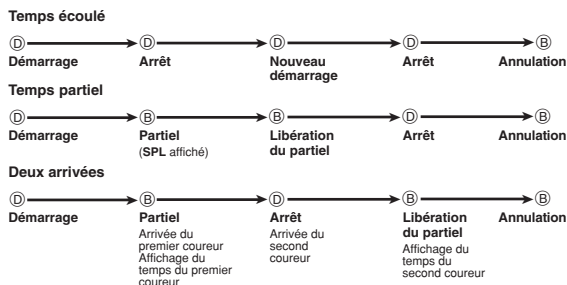 Temps écoulé
Ⓓ Ⓓ Ⓓ Ⓓ Ⓑ
Démarrage Arrêt Nouveau démarrage Arrêt Annulation
Temps partiel
Ⓓ Ⓑ Ⓑ Ⓓ Ⓑ
Démarrage Partiel (SPL affiché) Libération du partiel Arrêt Annulation
Deux arrivées
Ⓓ Ⓑ Ⓓ Ⓑ Ⓑ
Démarrage Partiel Arrêt Libération du partiel Annulation
Arrivée du premier coureur
Affichage du temps du premier coureur
Arrivée du second coureur
Affichage du temps du second coureur